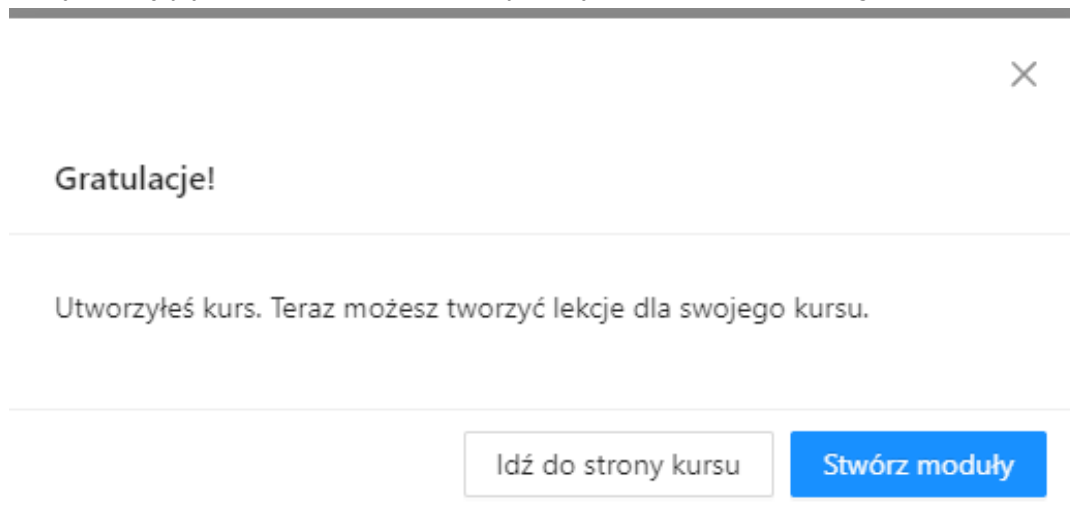 Gratulacje!
Utworzyłeś kurs. Teraz możesz tworzyć lekcje dla swojego kursu.
Idź do strony kursu
Stwórz moduły